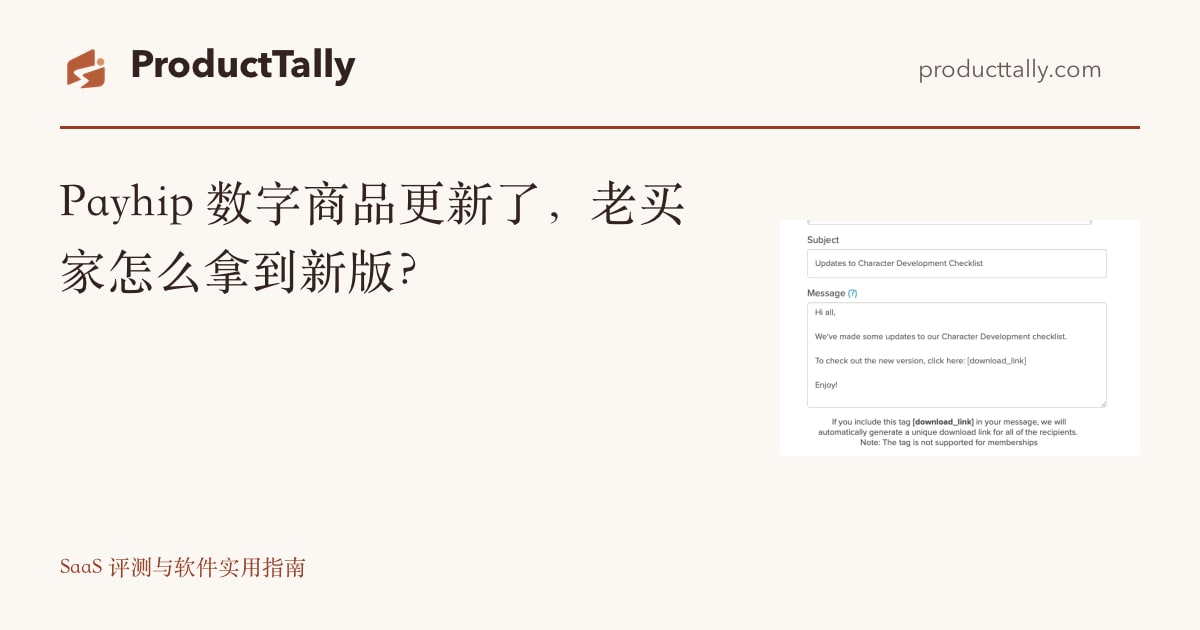 ProductTally
producttally.com
Payhip 数字商品更新了，老买
家怎么拿到新版？
Subject
Updates to Character Development Checklist
Message (?)
Hi all,
We've made some updates to our Character Development checklist.
To check out the new version, click here: [download_link]
Enjoy!
If you include this tag [download_link] in your message, we will
automatically generate a unique download link for all of the recipients.
Note: The tag is not supported for memberships
SaaS 评测与软件实用指南